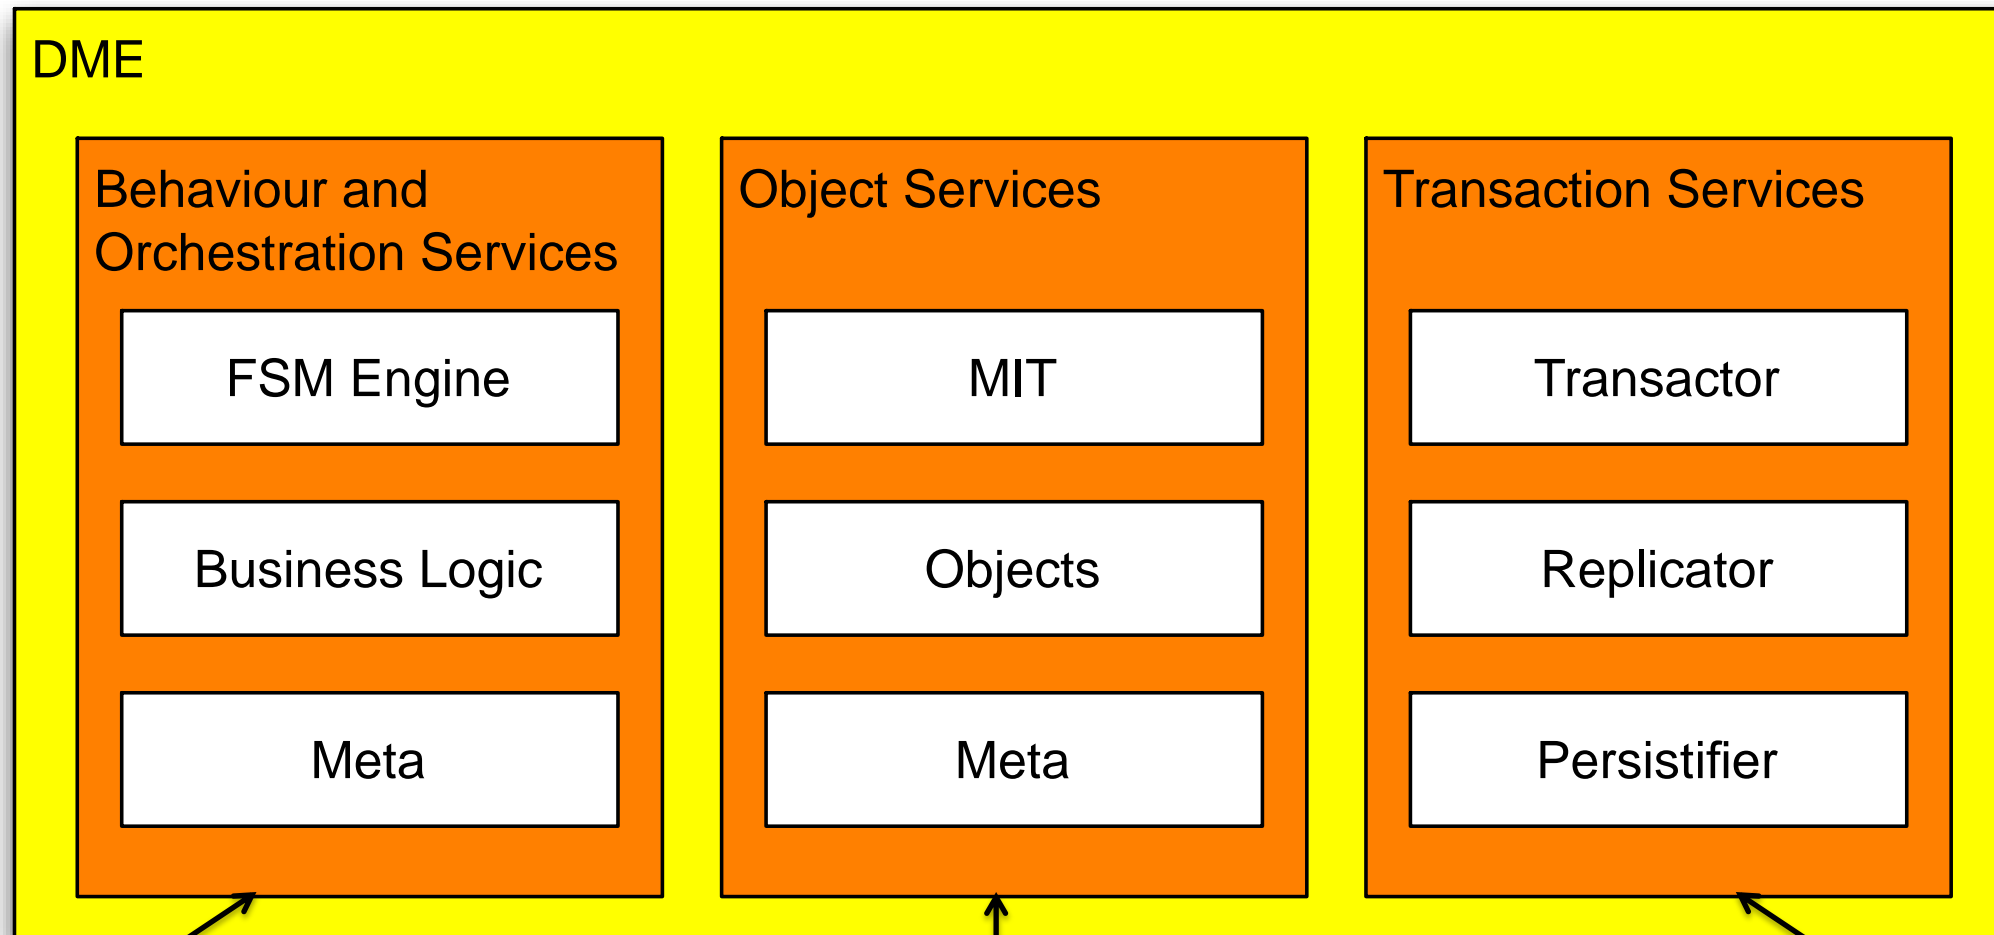 DME
Behaviour and
Orchestration Services
FSM Engine
Business Logic
Meta
Object Services
MIT
Objects
Meta
Transaction Services
Transactor
Replicator
Persistifier